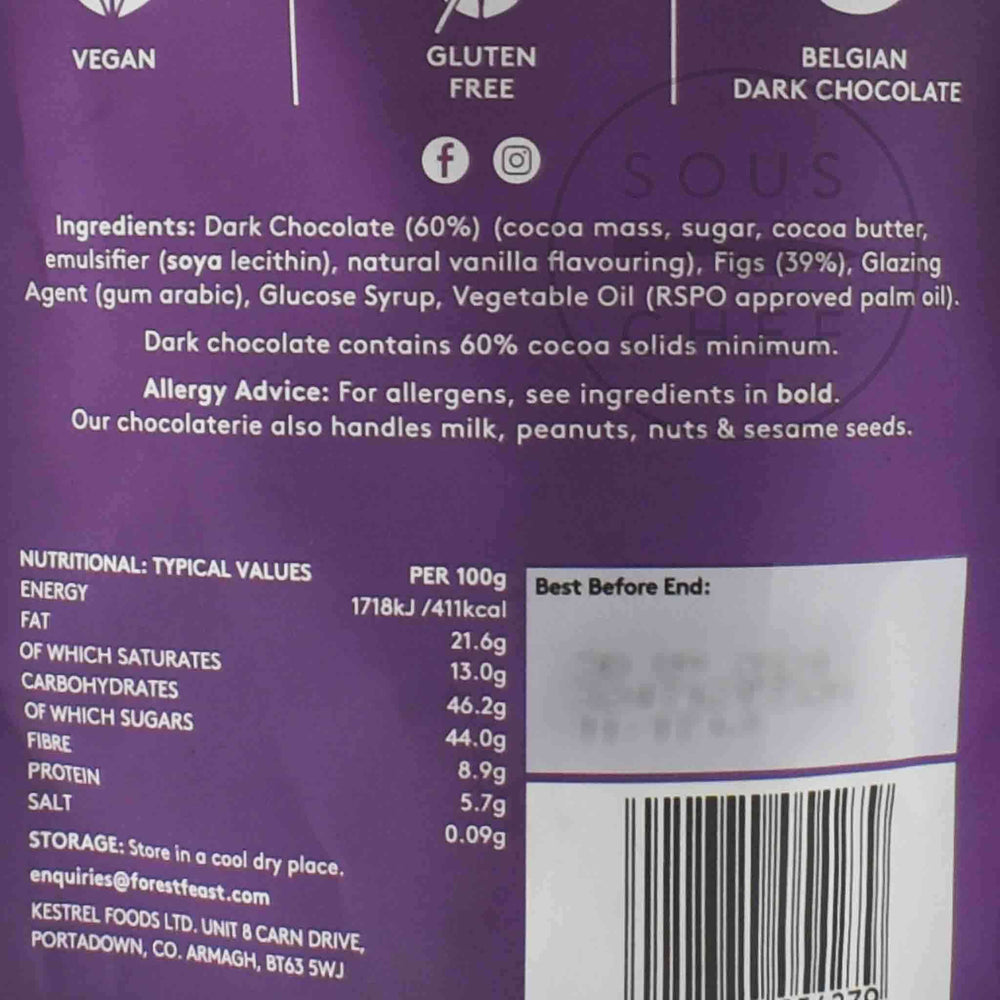 VEGAN
GLUTEN
FREE
BELGIAN
DARK CHOCOLATE
SOUS
CHEF
Ingredients: Dark Chocolate (60%) (cocoa mass, sugar, cocoa butter,
emulsifier (soya lecithin), natural vanilla flavouring), Figs (39%), Glazing
Agent (gum arabic), Glucose Syrup, Vegetable Oil (RSPO approved palm oil).
Dark chocolate contains 60% cocoa solids minimum.
Allergy Advice: For allergens, see ingredients in bold.
Our chocolaterie also handles milk, peanuts, nuts & sesame seeds.
NUTRITIONAL: TYPICAL VALUES PER 100g
ENERGY 1718kJ /411kcal
FAT 21.6g
OF WHICH SATURATES 13.0g
CARBOHYDRATES 46.2g
OF WHICH SUGARS 44.0g
FIBRE 8.9g
PROTEIN 5.7g
SALT 0.09g
STORAGE: Store in a cool dry place.
enquiries@forestfeast.com
KESTREL FOODS LTD. UNIT 8 CARN DRIVE,
PORTADOWN, CO. ARMAGH, BT63 5WJ
Best Before End: